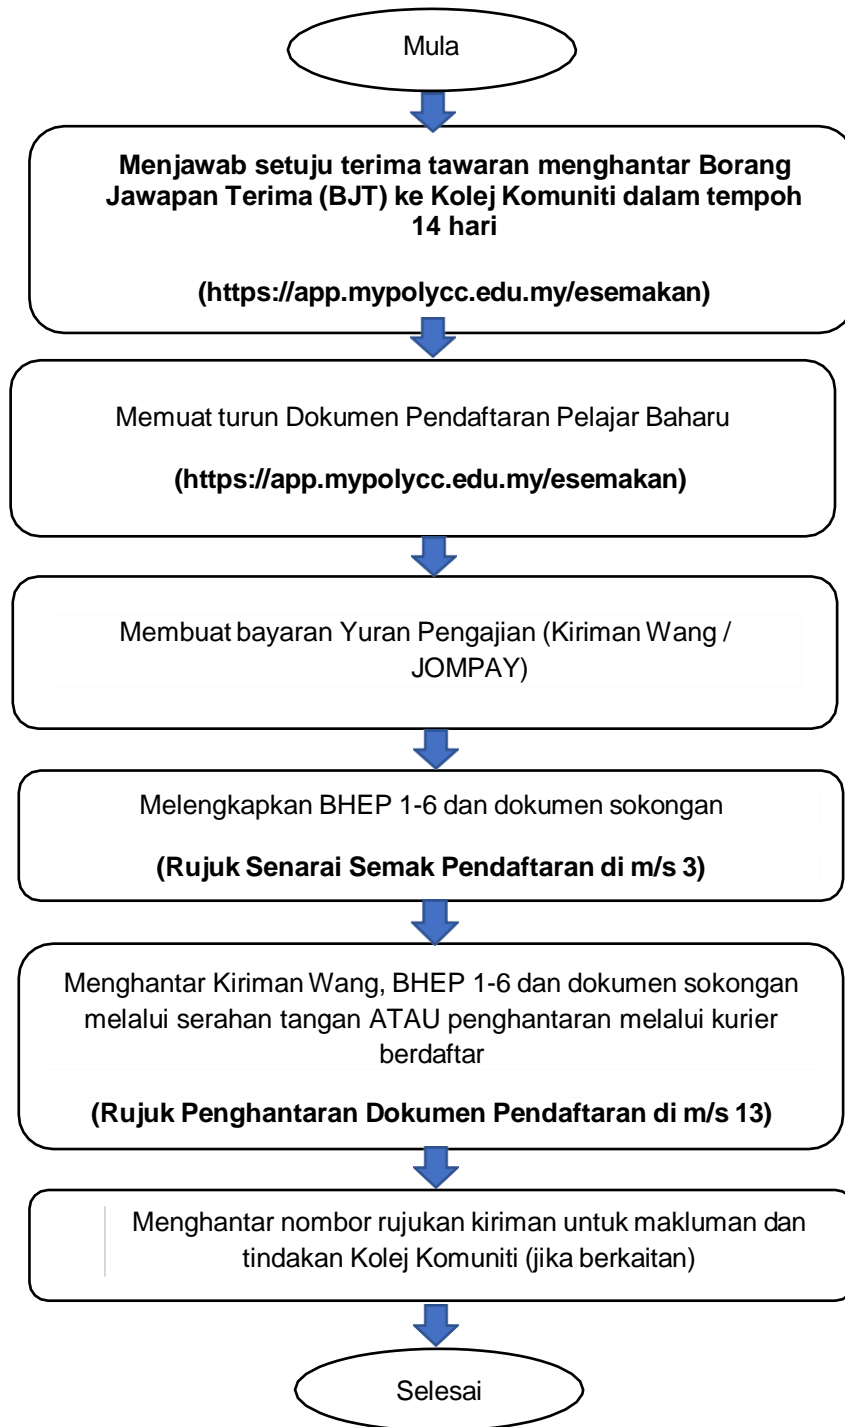 Mula
Menjawab setuju terima tawaran menghantar Borang
Jawapan Terima (BJT) ke Kolej Komuniti dalam tempoh
14 hari
(https://app.mypolycc.edu.my/esemakan)
Memuat turun Dokumen Pendaftaran Pelajar Baharu
(https://app.mypolycc.edu.my/esemakan)
Membuat bayaran Yuran Pengajian (Kiriman Wang /
JOMPAY)
Melengkapkan BHEP 1-6 dan dokumen sokongan
(Rujuk Senarai Semak Pendaftaran di m/s 3)
Menghantar Kiriman Wang, BHEP 1-6 dan dokumen sokongan
melalui serahan tangan ATAU penghantaran melalui kurier
berdaftar
(Rujuk Penghantaran Dokumen Pendaftaran di m/s 13)
Menghantar nombor rujukan kiriman untuk makluman dan
tindakan Kolej Komuniti (jika berkaitan)
Selesai